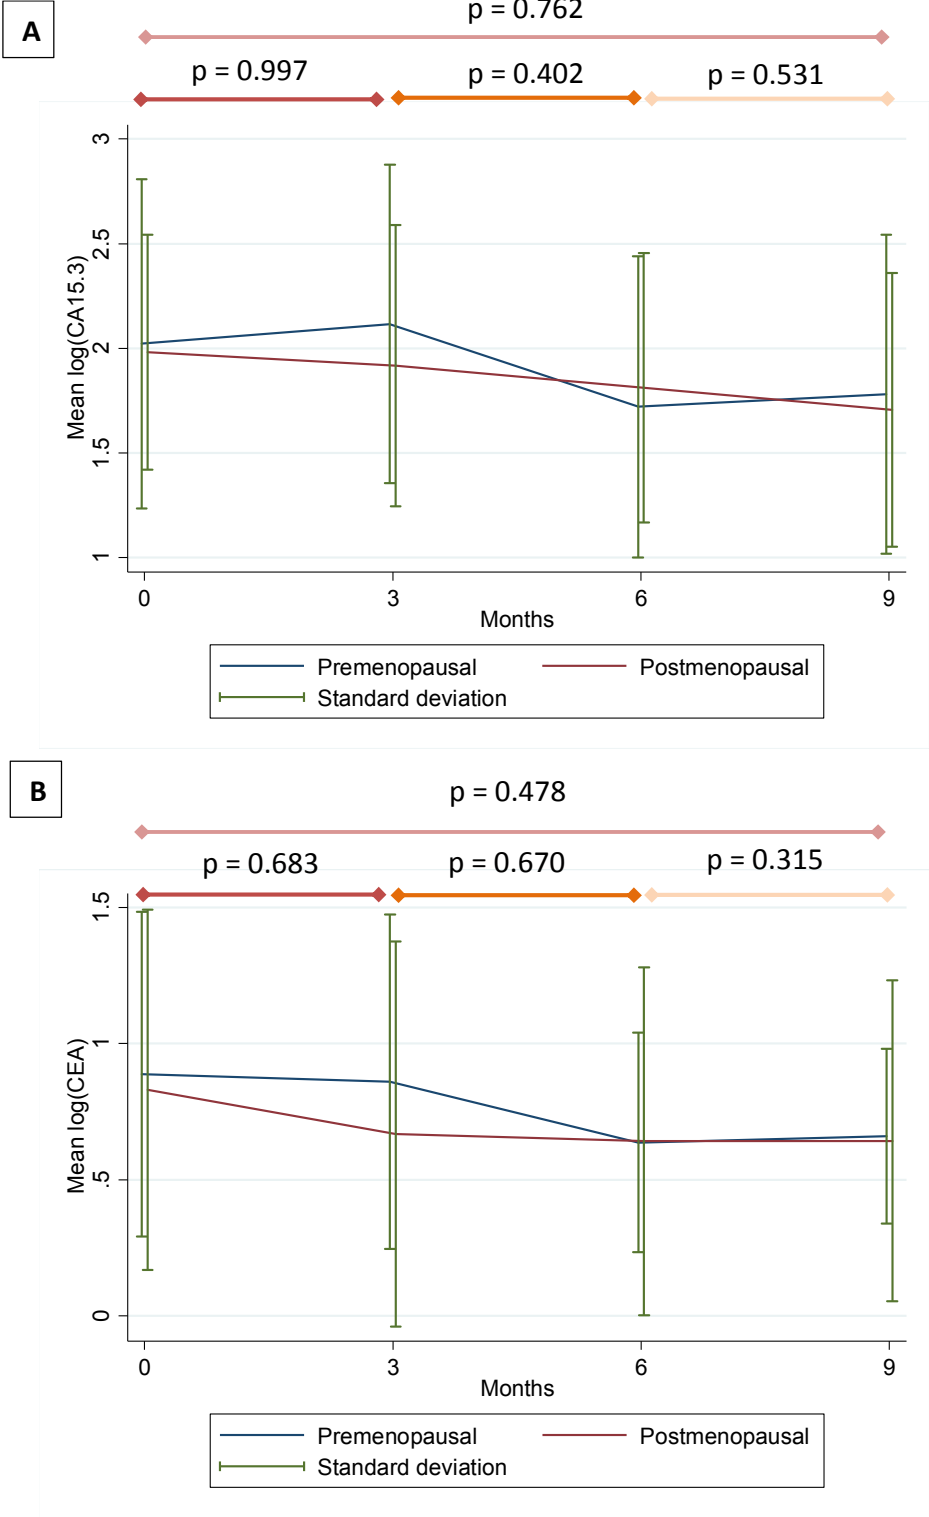 A
p = 0.762
p = 0.997
p = 0.402
p = 0.531
Mean log(CA15.3)
3
2.5
2
1.5
1
0 3 6 9
Months
Premenopausal Postmenopausal
Standard deviation
B
p = 0.478
p = 0.683
p = 0.670
p = 0.315
Mean log(CEA)
1.5
1
.5
0
0 3 6 9
Months
Premenopausal Postmenopausal
Standard deviation